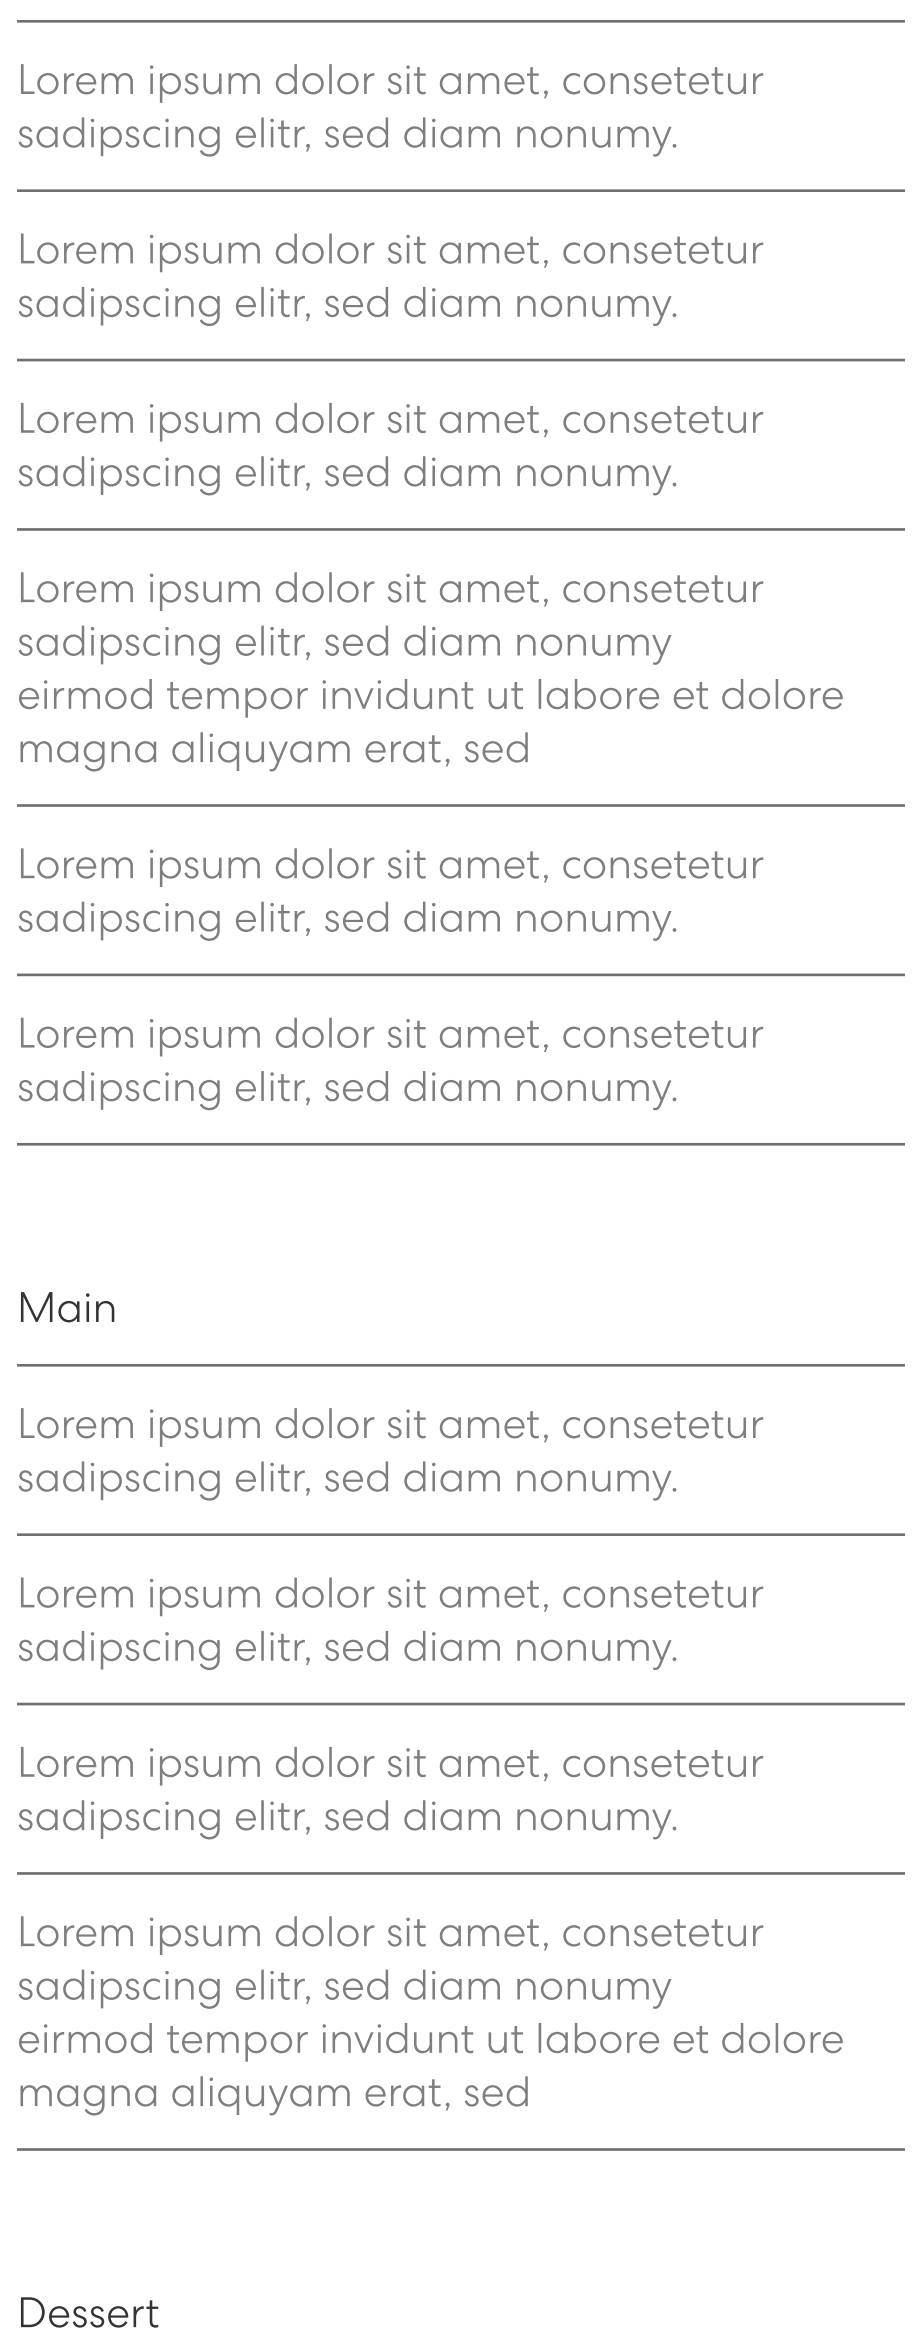 Lorem ipsum dolor sit amet, consetetur
sadipscing elitr, sed diam nonumy.
Lorem ipsum dolor sit amet, consetetur
sadipscing elitr, sed diam nonumy.
Lorem ipsum dolor sit amet, consetetur
sadipscing elitr, sed diam nonumy.
Lorem ipsum dolor sit amet, consetetur
sadipscing elitr, sed diam nonumy
eirmod tempor invidunt ut labore et dolore
magna aliquyam erat, sed
Lorem ipsum dolor sit amet, consetetur
sadipscing elitr, sed diam nonumy.
Lorem ipsum dolor sit amet, consetetur
sadipscing elitr, sed diam nonumy.
Main
Lorem ipsum dolor sit amet, consetetur
sadipscing elitr, sed diam nonumy.
Lorem ipsum dolor sit amet, consetetur
sadipscing elitr, sed diam nonumy.
Lorem ipsum dolor sit amet, consetetur
sadipscing elitr, sed diam nonumy.
Lorem ipsum dolor sit amet, consetetur
sadipscing elitr, sed diam nonumy
eirmod tempor invidunt ut labore et dolore
magna aliquyam erat, sed
Dessert